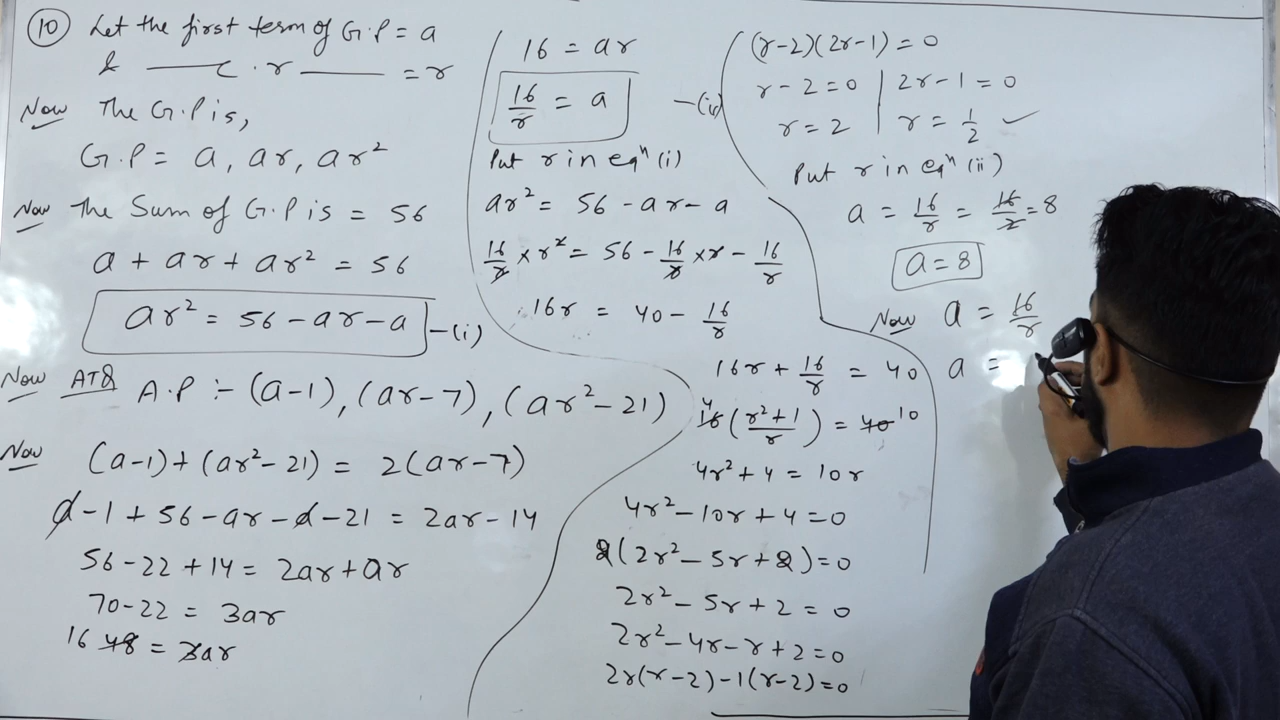 (10) Let the first term of G.P = a
& —— " . r —— = r
Now The G.P is,
G.P = a, ar, ar²
Now The Sum of G.P is = 56
a + ar + ar² = 56
ar² = 56 - ar - a —(i)
Now ATQ A.P :- (a-1), (ar-7), (ar²-21)
Now (a-1) + (ar²-21) = 2(ar-7)
a - 1 + 56 - ar - a - 21 = 2ar - 14
56 - 22 + 14 = 2ar + ar
70 - 22 = 3ar
16 48 = 3ar
16 = ar
16/r = a —(ii)
Put r in eqⁿ (i)
ar² = 56 - ar - a
16/r × r² = 56 - 16/r × r - 16/r
16r = 40 - 16/r
16r + 16/r = 40
4 16 (r²+1/r) = 40 10
4r² + 4 = 10r
4r² - 10r + 4 = 0
2(2r² - 5r + 2) = 0
2r² - 5r + 2 = 0
2r² - 4r - r + 2 = 0
2r(r-2) - 1(r-2) = 0
(r-2)(2r-1) = 0
r - 2 = 0 | 2r - 1 = 0
r = 2 | r = 1/2 ✓
Put r in eqⁿ (ii)
a = 16/r = 16/2 = 8
a = 8
Now a = 16/r
a =